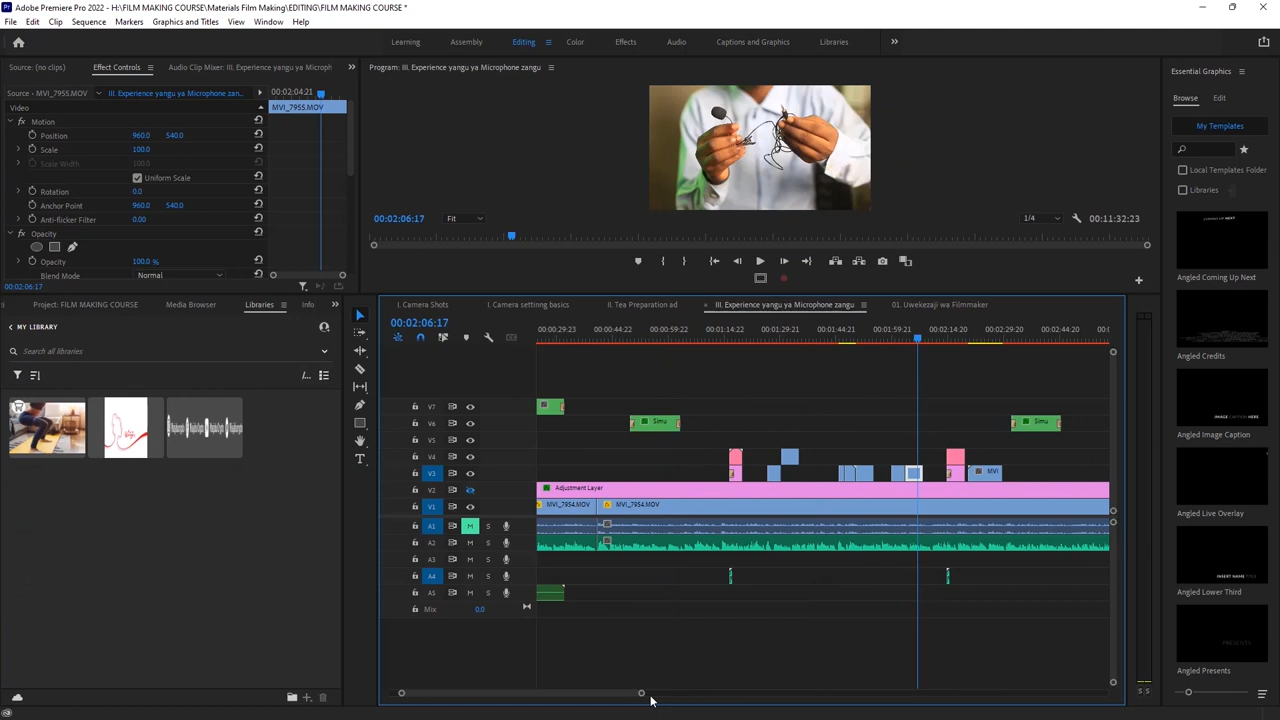 Adobe Premiere Pro 2022 - H:\FILM MAKING COURSE\Materials Film Making\EDITING\FILM MAKING COURSE *
File Edit Clip Sequence Markers Graphics and Titles View Window Help
Learning Assembly Editing Color Effects Audio Captions and Graphics Libraries
Source: (no clips) Effect Controls Audio Clip Mixer: III. Experience yangu ya Microph
Program: III. Experience yangu ya Microphone zangu
Essential Graphics
Source • MVI_7955.MOV III. Experience yangu ya Microphone zan... 00:02:04:21
Video MVI_7955.MOV
Browse Edit
Motion
My Templates
Position 960.0 540.0
Scale 100.0
Scale Width 100.0
Local Templates Folder
Uniform Scale
Libraries
Rotation 0.0
Anchor Point 960.0 540.0
Anti-flicker Filter 0.00
00:02:06:17 Fit 1/4 00:11:32:23
Opacity
Opacity 100.0 %
Blend Mode Normal
Angled Coming Up Next
00:02:06:17
Project: FILM MAKING COURSE Media Browser Libraries Info
I. Camera Shots I. Camera settinng basics II. Tea Preparation ad III. Experience yangu ya Microphone zangu 01. Uwekezaji wa Filmmaker
MY LIBRARY
00:02:06:17
00:00:29:23 00:00:44:22 00:00:59:22 00:01:14:22 00:01:29:21 00:01:44:21 00:01:59:21 00:02:14:20 00:02:29:20 00:02:44:20 00:0
Search all libraries
Angled Credits
V7
V6 Simu Simu
IMAGE CAPTION
Angled Image Caption
V5
V4
V3 MVI
V2 Adjustment Layer
V1 MVI_7954.MOV MVI_7954.MOV
Angled Live Overlay
A1 M S
A2 M S
A3 M S
A4 M S
INSERT NAME TITLE
Angled Lower Third
A5 M S
Mix 0.0
PRESENTS
Angled Presents
S S